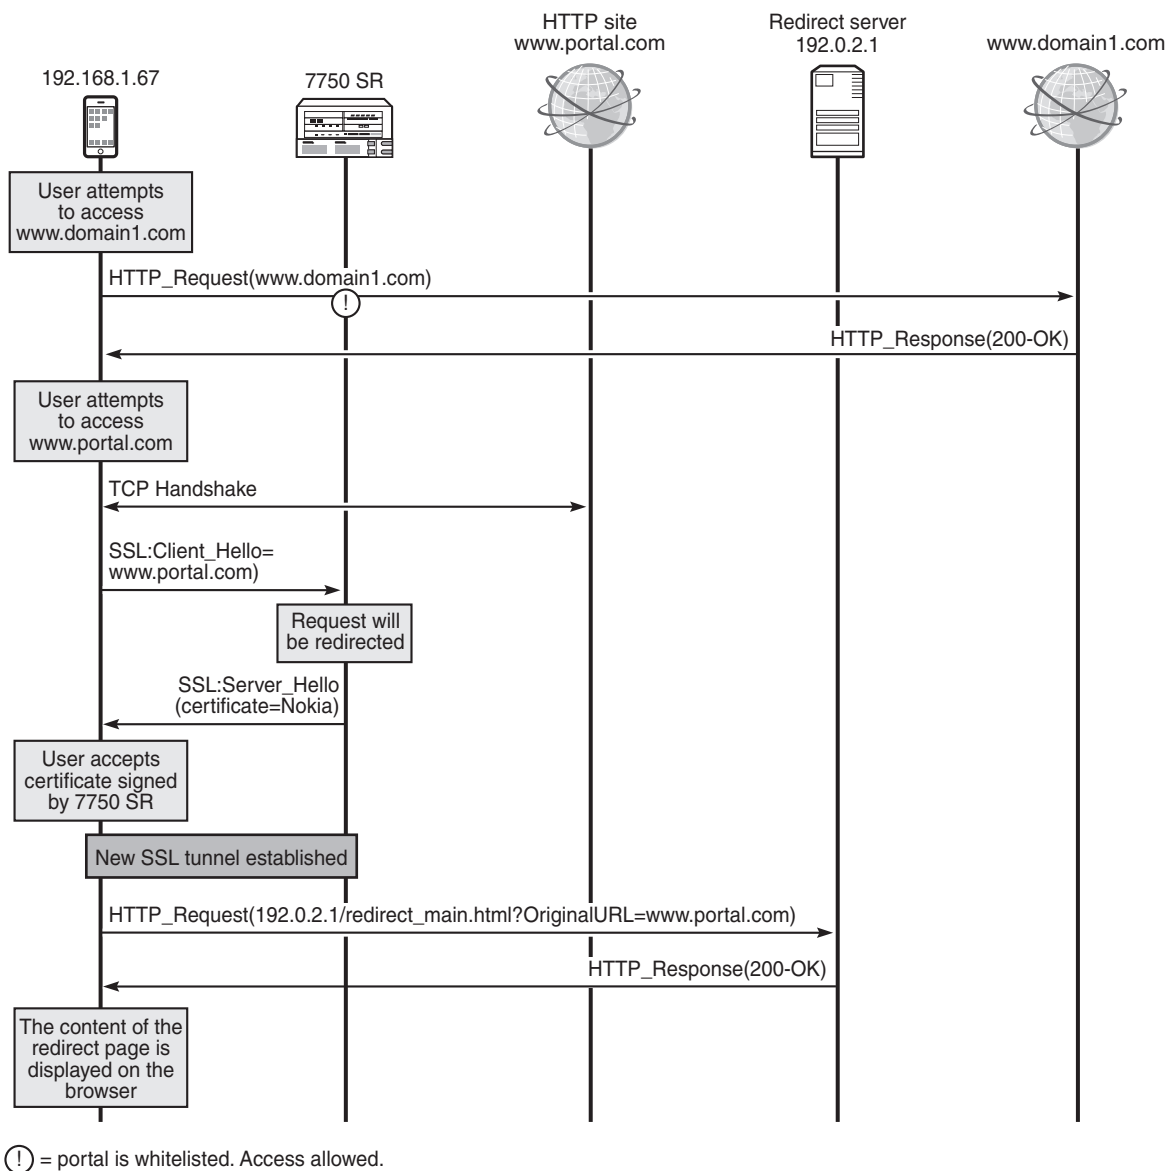 HTTP site
www.portal.com
Redirect server
192.0.2.1
www.domain1.com
192.168.1.67
7750 SR
User attempts
to access
www.domain1.com
HTTP_Request(www.domain1.com)
!
HTTP_Response(200-OK)
User attempts
to access
www.portal.com
TCP Handshake
SSL:Client_Hello=
www.portal.com)
Request will
be redirected
SSL:Server_Hello
(certificate=Nokia)
User accepts
certificate signed
by 7750 SR
New SSL tunnel established
HTTP_Request(192.0.2.1/redirect_main.html?OriginalURL=www.portal.com)
HTTP_Response(200-OK)
The content of the
redirect page is
displayed on the
browser
! = portal is whitelisted. Access allowed.